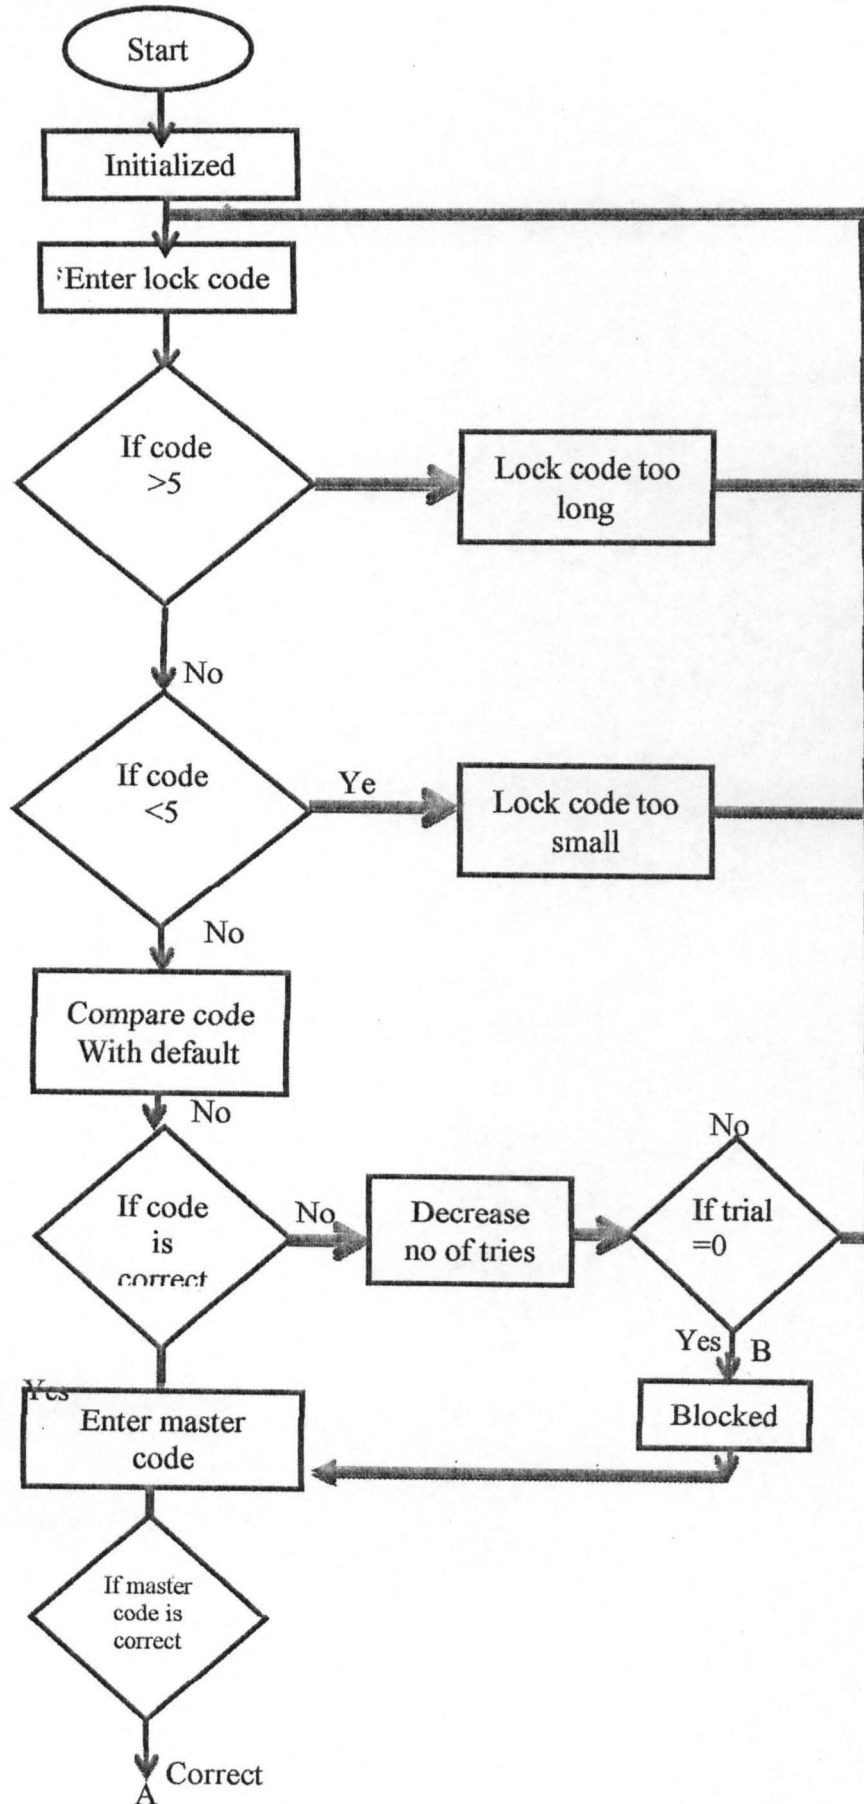 Start
Initialized
Enter lock code
If code
>5
Lock code too
long
No
If code
<5
Ye
Lock code too
small
No
Compare code
With default
No
If code
is
correct
No
Decrease
no of tries
No
If trial
=0
Yes
B
Blocked
Yes
Enter master
code
If master
code is
correct
Correct
A